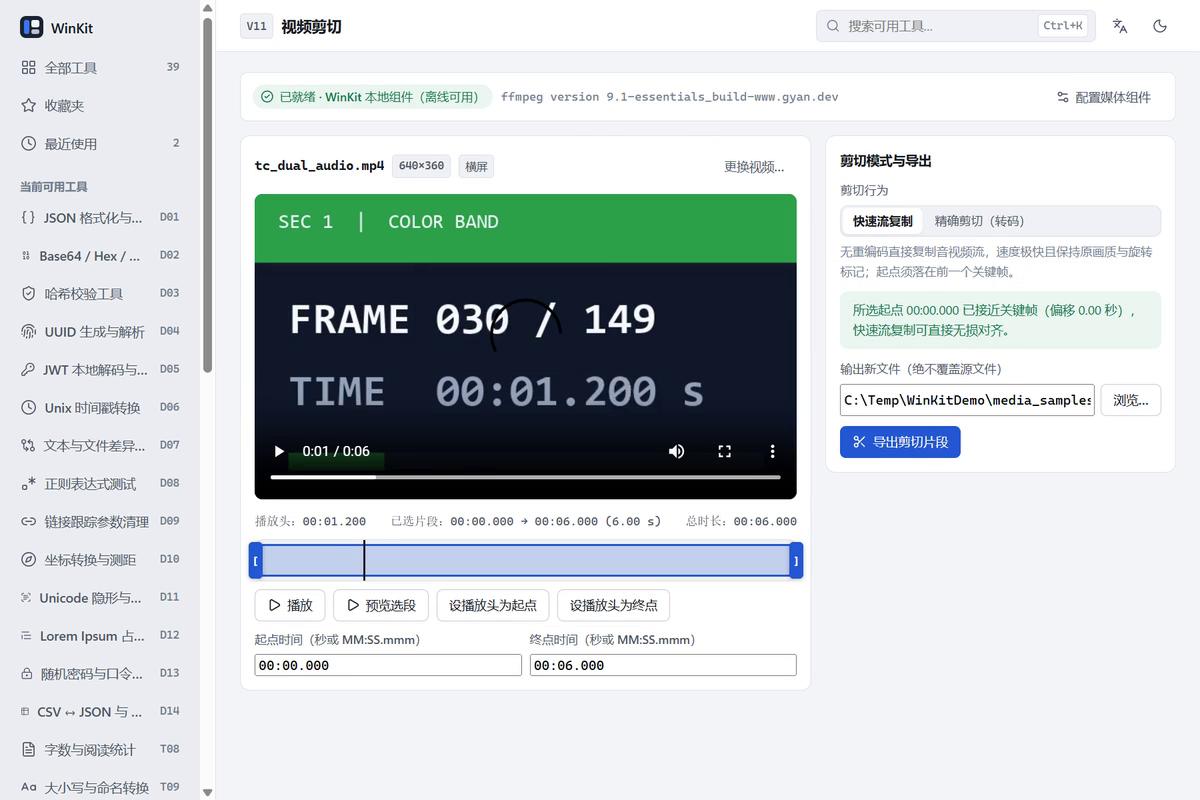 WinKit
全部工具 39
收藏夹
最近使用 2
当前可用工具
JSON 格式化与... D01
Base64 / Hex / ... D02
哈希校验工具 D03
UUID 生成与解析 D04
JWT 本地解码与... D05
Unix 时间戳转换 D06
文本与文件差异... D07
正则表达式测试 D08
链接跟踪参数清理 D09
坐标转换与测距 D10
Unicode 隐形与... D11
Lorem Ipsum 占... D12
随机密码与口令... D13
CSV ↔ JSON 与 ... D14
字数与阅读统计 T08
Aa 大小写与命名转换 T09
V11 视频剪切
搜索可用工具... Ctrl+K
已就绪 · WinKit 本地组件（离线可用） ffmpeg version 9.1-essentials_build-www.gyan.dev
配置媒体组件
tc_dual_audio.mp4 640×360 横屏 更换视频...
SEC 1 | COLOR BAND
FRAME 030 / 149
TIME 00:01.200 s
0:01 / 0:06
播放头: 00:01.200 已选片段: 00:00.000 → 00:06.000 (6.00 s) 总时长: 00:06.000
[ ]
播放 预览选段 设播放头为起点 设播放头为终点
起点时间（秒或 MM:SS.mmm） 终点时间（秒或 MM:SS.mmm）
00:00.000 00:06.000
剪切模式与导出
剪切行为
快速流复制 精确剪切（转码）
无重编码直接复制音视频流，速度极快且保持原画质与旋转
标记；起点须落在前一个关键帧。
所选起点 00:00.000 已接近关键帧（偏移 0.00 秒），
快速流复制可直接无损对齐。
输出新文件（绝不覆盖源文件）
C:\Temp\WinKitDemo\media_samples 浏览...
导出剪切片段